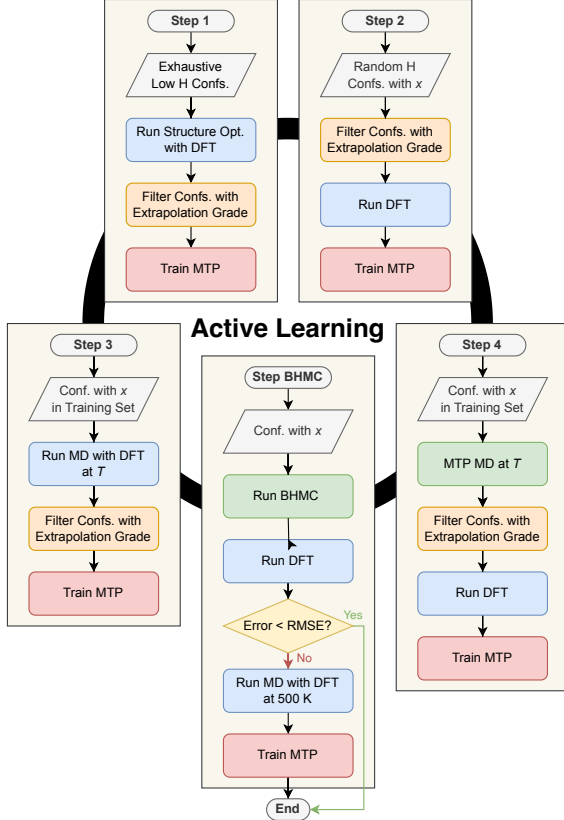 Step 1
Exhaustive
Low H Confs.
Run Structure Opt.
with DFT
Filter Confs. with
Extrapolation Grade
Train MTP
Step 2
Random H
Confs. with x
Filter Confs. with
Extrapolation Grade
Run DFT
Train MTP
Active Learning
Step 3
Conf. with x
in Training Set
Run MD with DFT
at T
Filter Confs. with
Extrapolation Grade
Train MTP
Step BHMC
Conf. with x
Run BHMC
Run DFT
Error < RMSE?
Yes
No
Run MD with DFT
at 500 K
Train MTP
End
Step 4
Conf. with x
in Training Set
MTP MD at T
Filter Confs. with
Extrapolation Grade
Run DFT
Train MTP